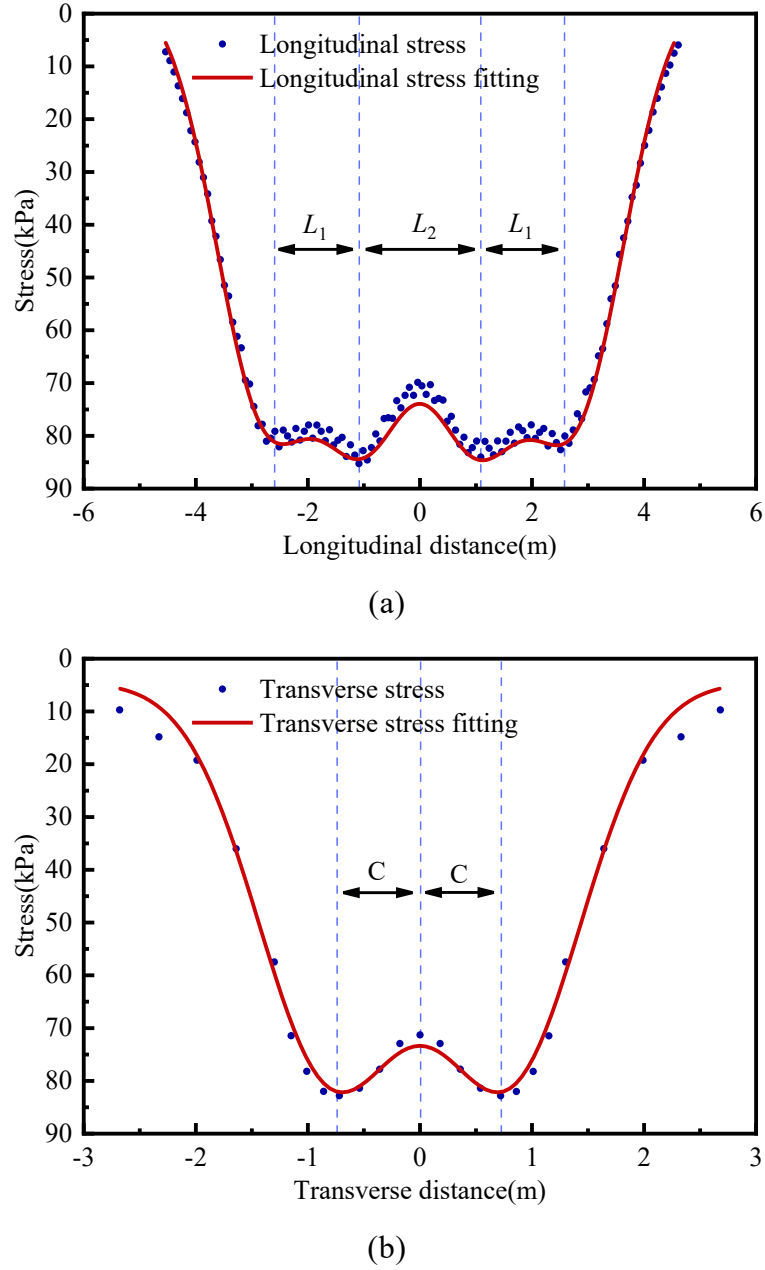 0
10
20
30
40
50
60
70
80
90
Stress(kPa)
Longitudinal stress
Longitudinal stress fitting
L1 L2 L1
-6 -4 -2 0 2 4 6
Longitudinal distance(m)
(a)
0
10
20
30
40
50
60
70
80
90
Stress(kPa)
Transverse stress
Transverse stress fitting
C C
-3 -2 -1 0 1 2 3
Transverse distance(m)
(b)